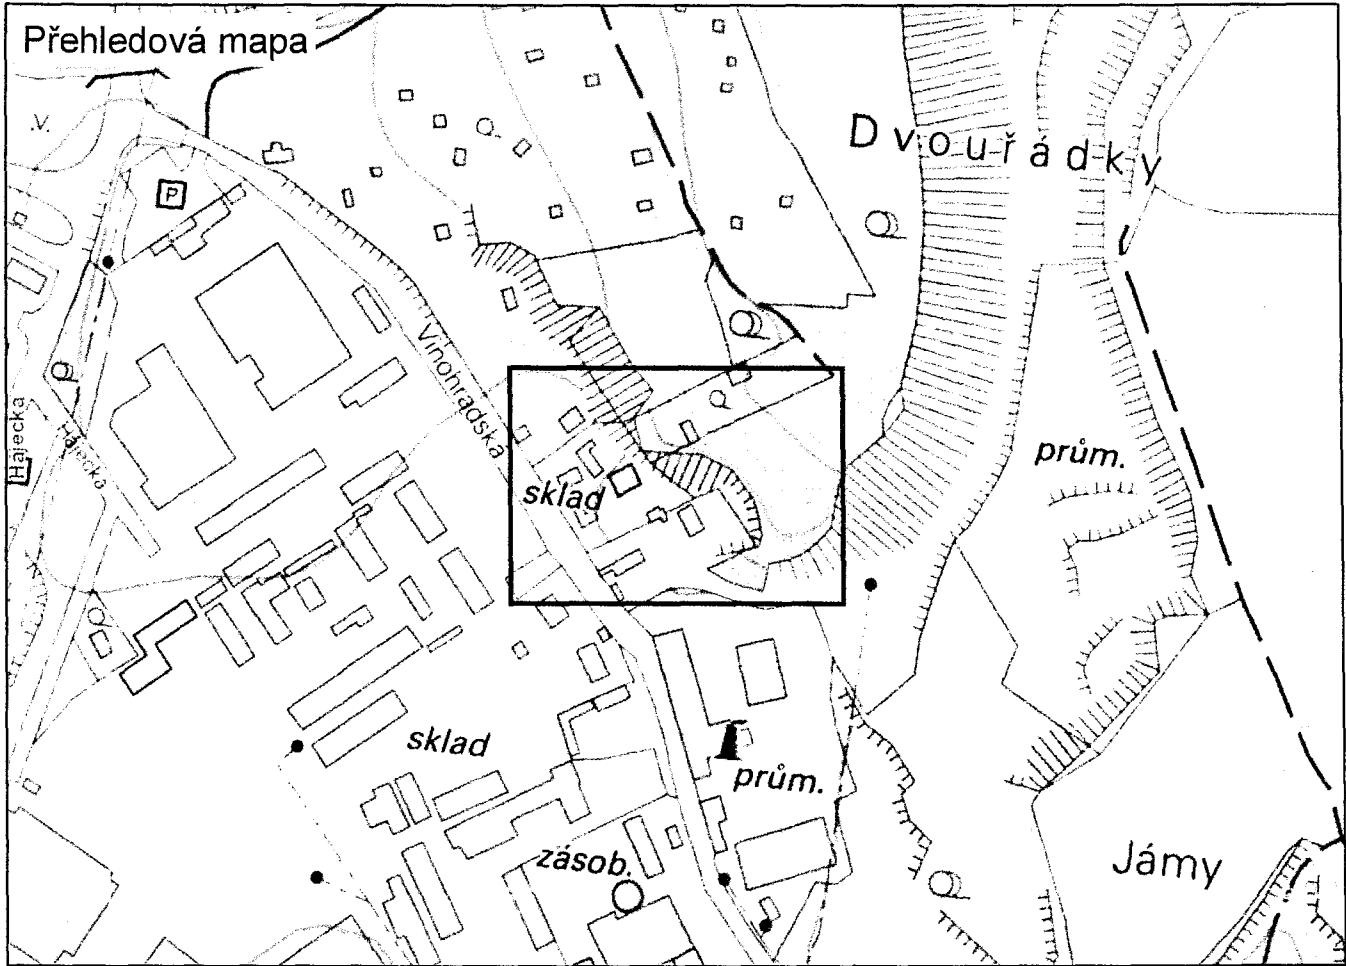 Přehledová mapa
.V.
P
Dvouřádky
Vinohradská
Hájecká
Hájecká
prům.
sklad
sklad
prům.
zásob.
Jámy